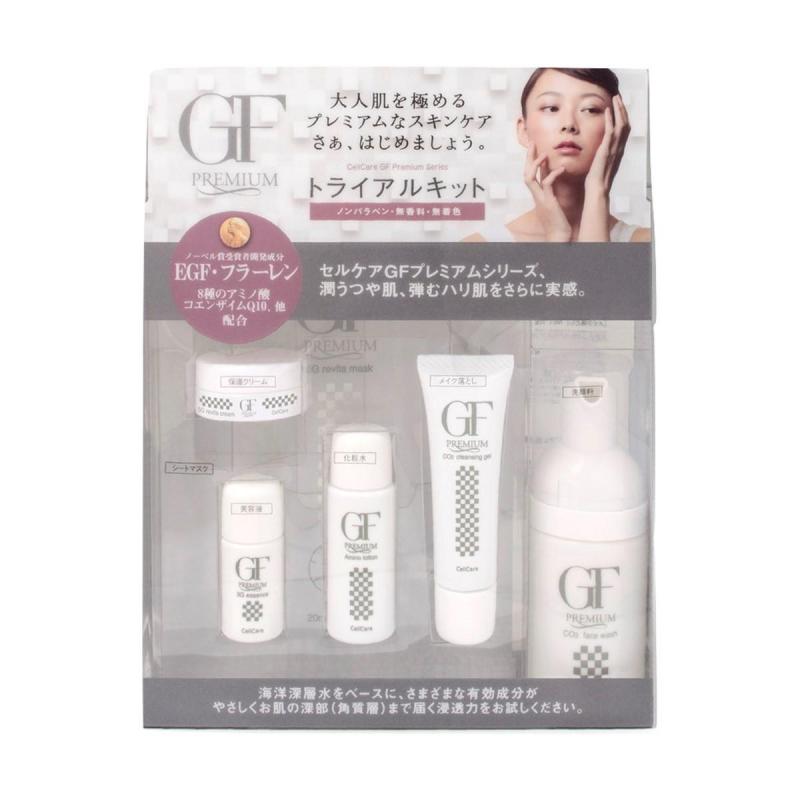 GF
PREMIUM
大人肌を極める
プレミアムなスキンケア
さぁ、はじめましょう。
CellCare GF Premium Series
トライアルキット
ノンパラベン・無香料・無着色
ノーベル賞受賞者開発成分
EGF・フラーレン
8種のアミノ酸
コエンザイムQ10、他
配合
セルケアGFプレミアムシリーズ、
潤うつや肌、弾むハリ肌をさらに実感。
PREMIUM
3G revita mask
保湿クリーム
3G revita cream
GF
CellCare
シートマスク
美容液
GF
PREMIUM
3G essence
CellCare
化粧水
GF
PREMIUM
Amino lotion
CellCare
メイク落とし
GF
PREMIUM
CO2 cleansing gel
CellCare
洗顔料
GF
PREMIUM
CO2 face wash
海洋深層水をベースに、さまざまな有効成分が
やさしくお肌の深部（角質層）まで届く浸透力をお試しください。